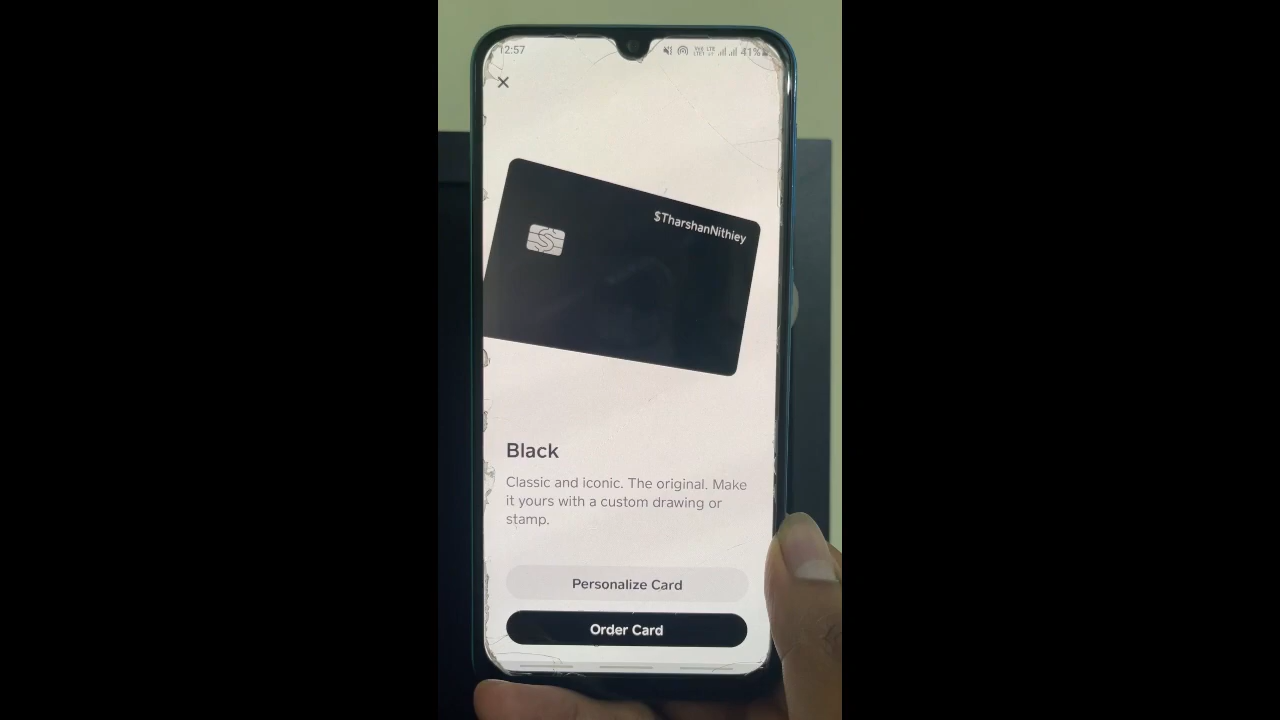 12:57
41%
$TharshanNithiey
Black
Classic and iconic. The original. Make
it yours with a custom drawing or
stamp.
Personalize Card
Order Card